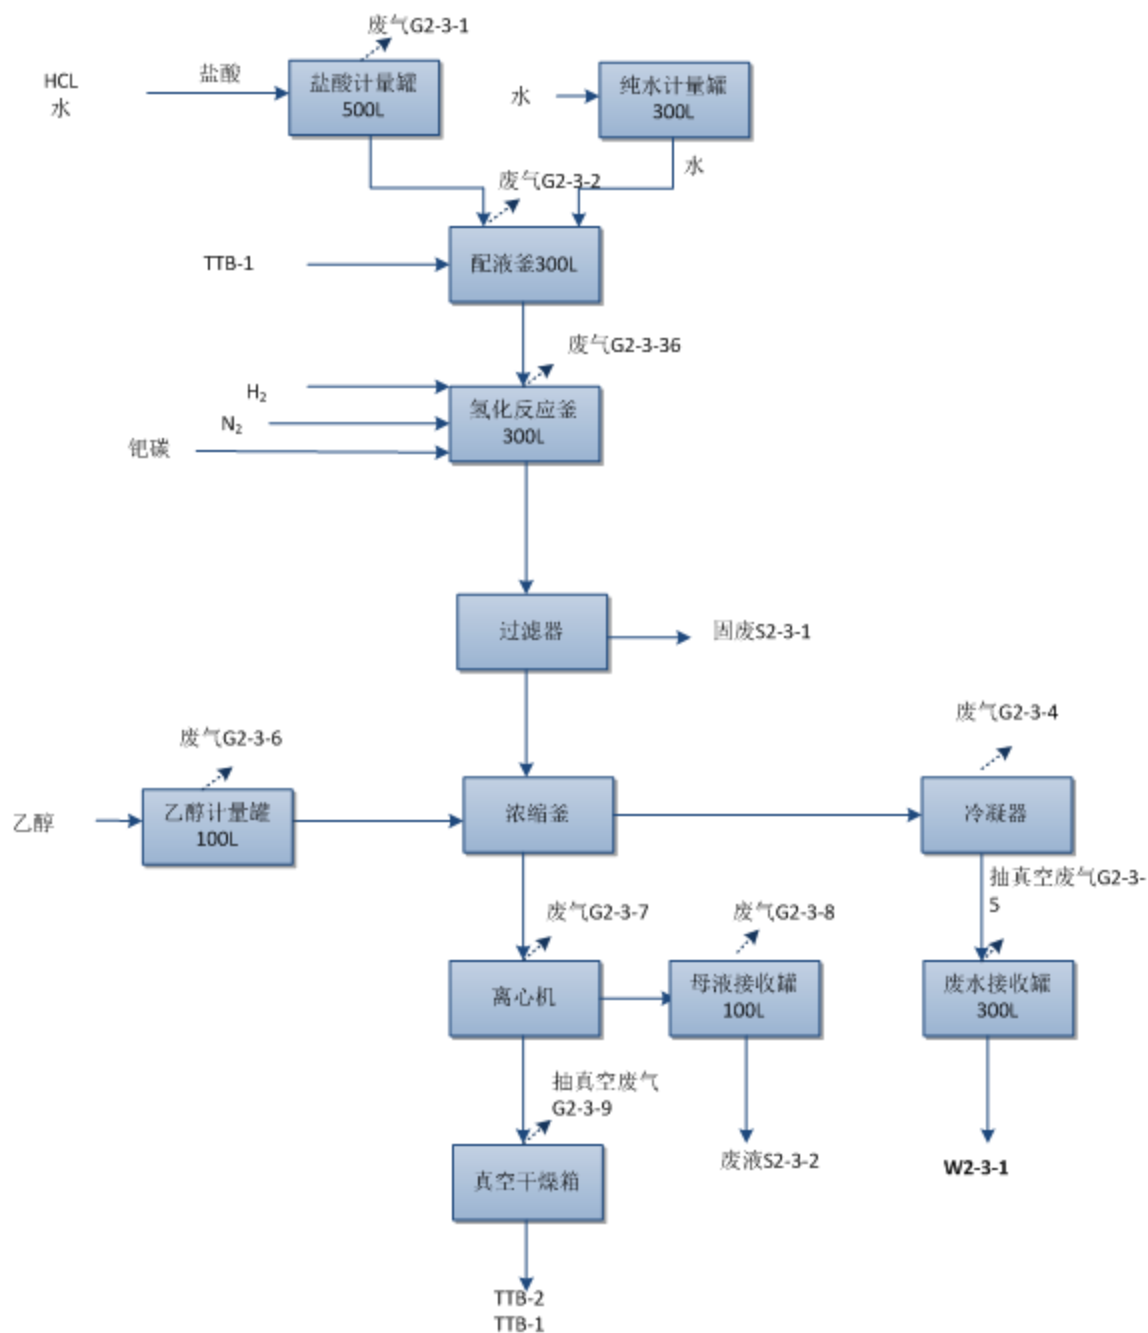 废气G2-3-1
HCL
水
盐酸
盐酸计量罐
500L
水
纯水计量罐
300L
水
废气G2-3-2
TTB-1
配液釜300L
废气G2-3-36
H₂
N₂
钯碳
氢化反应釜
300L
过滤器
固废S2-3-1
废气G2-3-6
废气G2-3-4
乙醇
乙醇计量罐
100L
浓缩釜
冷凝器
抽真空废气G2-3-
5
废气G2-3-7
废气G2-3-8
离心机
母液接收罐
100L
废水接收罐
300L
抽真空废气
G2-3-9
废液S2-3-2
W2-3-1
真空干燥箱
TTB-2
TTB-1